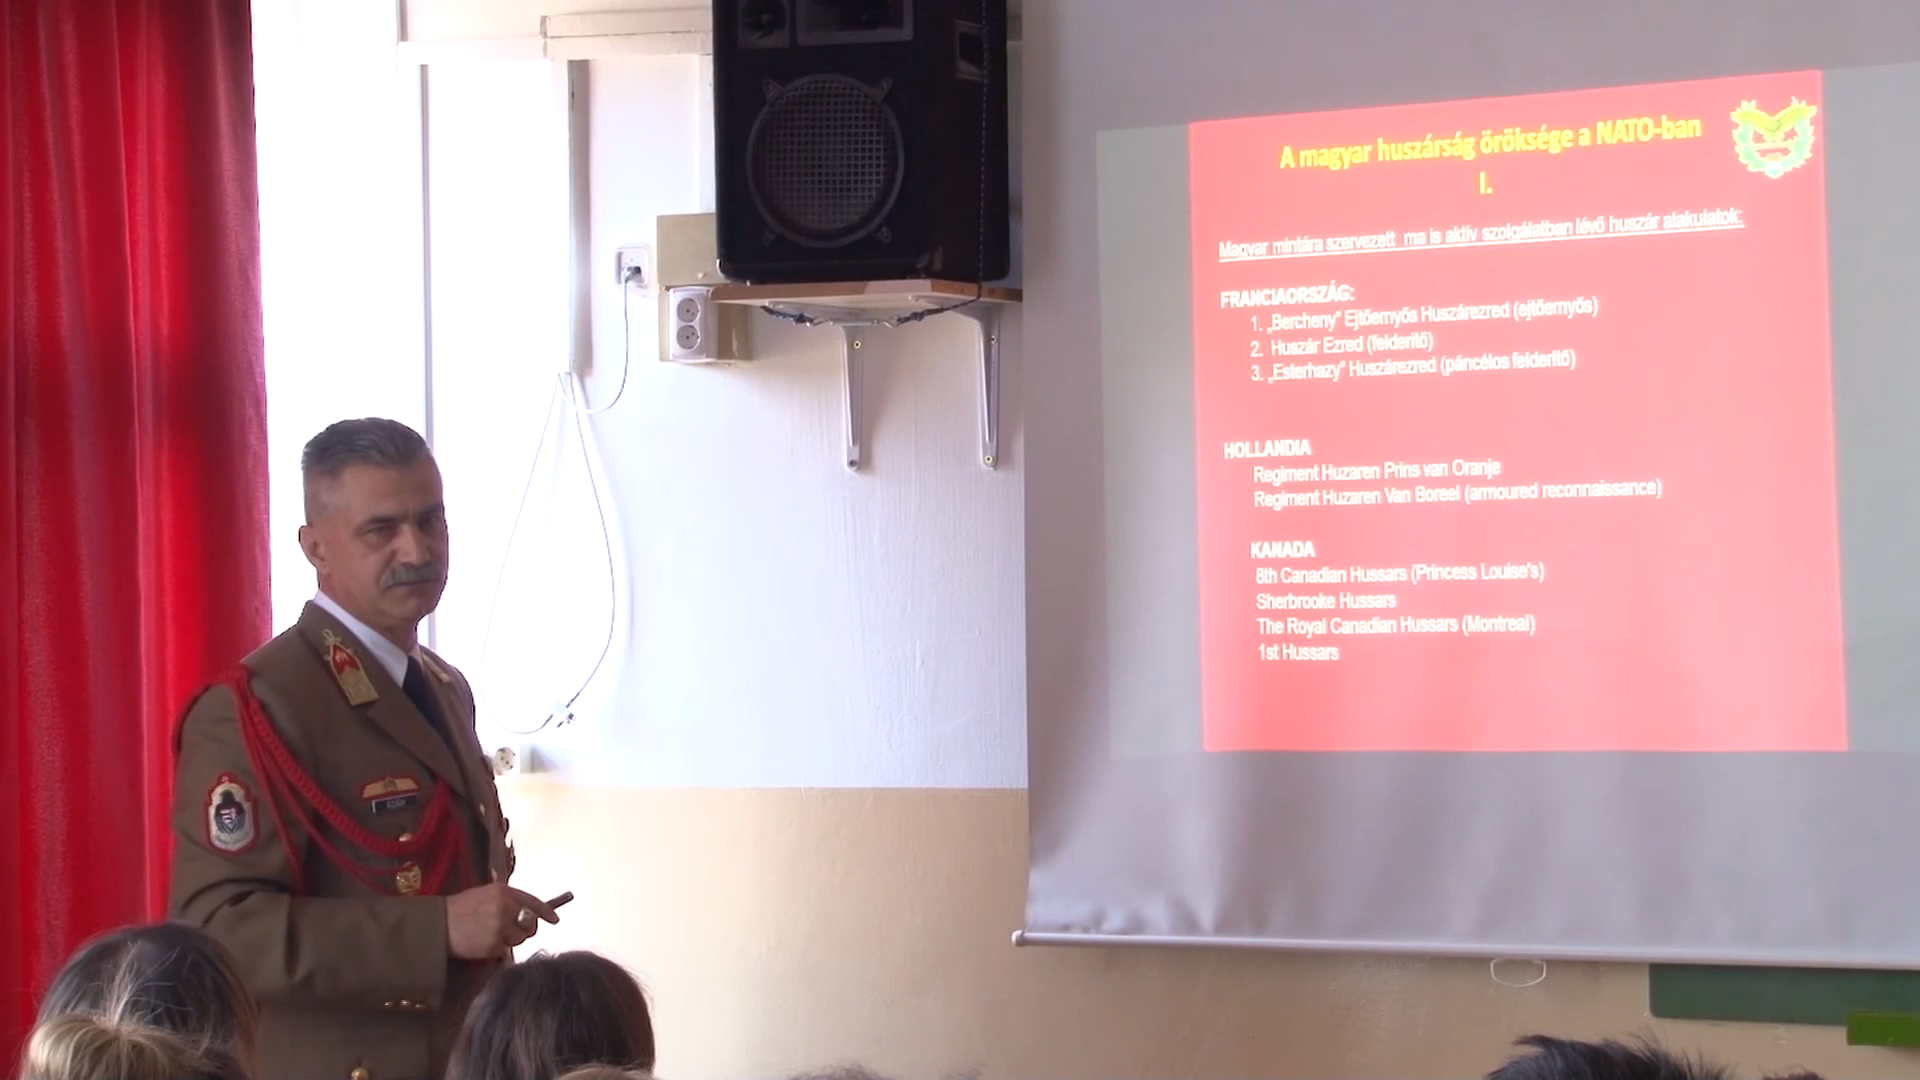 A magyar huszárság öröksége a NATO-ban
I.
Magyar mintára szervezett ma is aktív szolgálatban lévő huszár alakulatok:
FRANCIAORSZÁG:
1. „Bercheny” Ejtőernyős Huszárezred (ejtőernyős)
2. Huszár Ezred (felderítő)
3. „Esterhazy” Huszárezred (páncélos felderítő)
HOLLANDIA
Regiment Huzaren Prins van Oranje
Regiment Huzaren Van Boreel (armoured reconnaissance)
KANADA
8th Canadian Hussars (Princess Louise's)
Sherbrooke Hussars
The Royal Canadian Hussars (Montreal)
1st Hussars